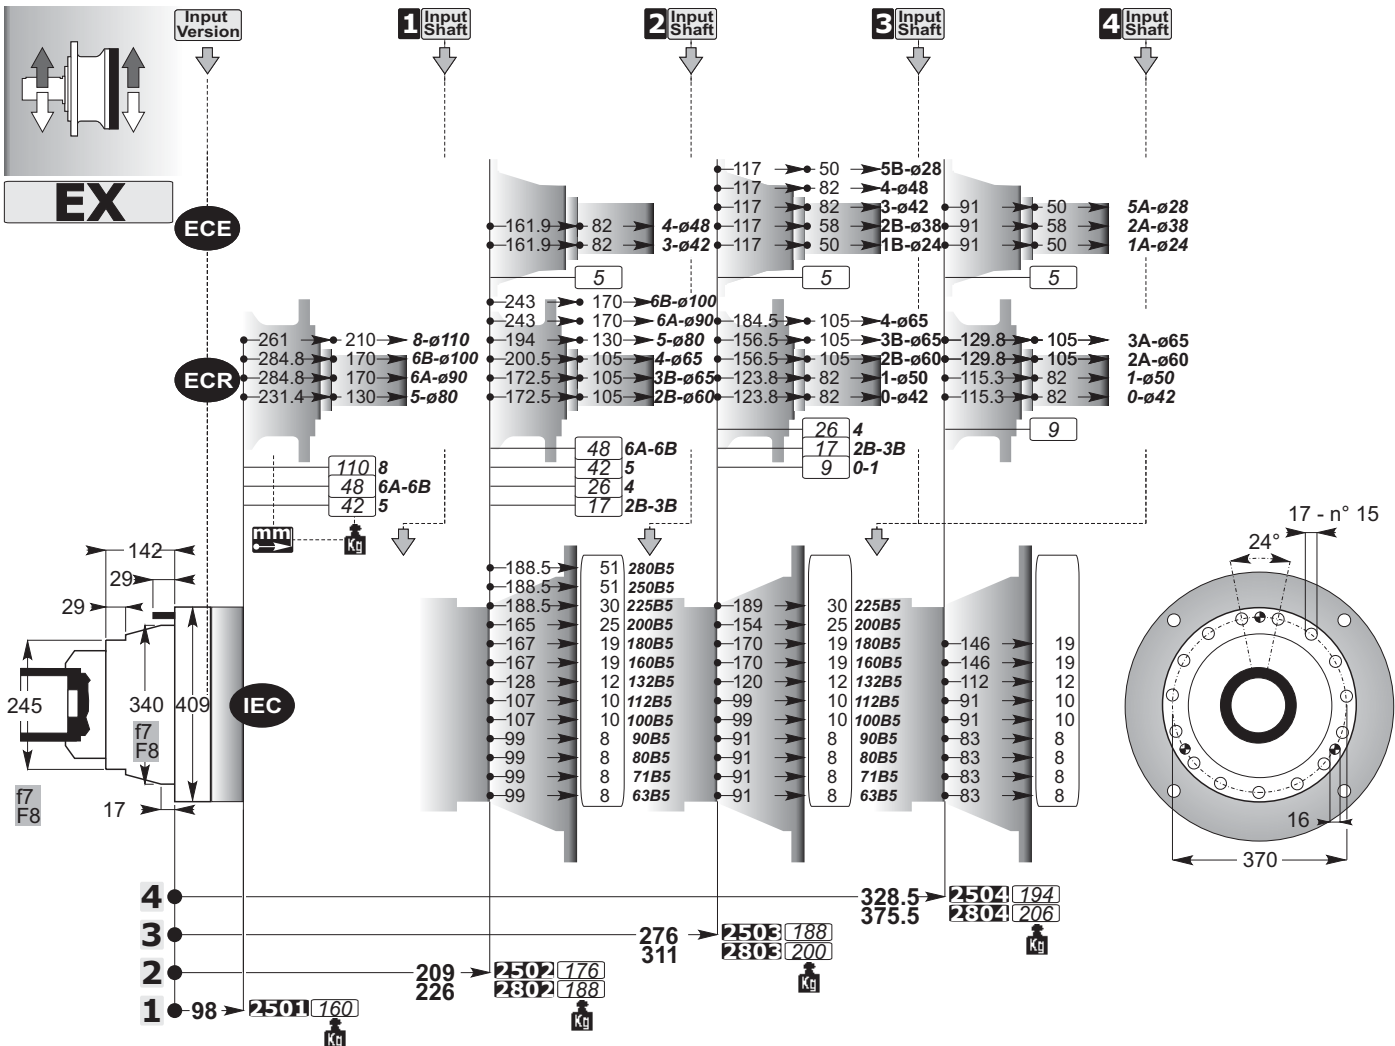 Input Version
1 Input Shaft
2 Input Shaft
3 Input Shaft
4 Input Shaft
EX
ECE
161.9 82 4-ø48
161.9 82 3-ø42
5
117 50 5B-ø28
117 82 4-ø48
117 82 3-ø42
117 58 2B-ø38
117 50 1B-ø24
5
91 50 5A-ø28
91 58 2A-ø38
91 50 1A-ø24
5
ECR
261 210 8-ø110
284.8 170 6B-ø100
284.8 170 6A-ø90
231.4 130 5-ø80
110 8
48 6A-6B
42 5
mm
Kg
243 170 6B-ø100
243 170 6A-ø90
194 130 5-ø80
200.5 105 4-ø65
172.5 105 3B-ø65
172.5 105 2B-ø60
48 6A-6B
42 5
26 4
17 2B-3B
184.5 105 4-ø65
156.5 105 3B-ø65
156.5 105 2B-ø60
123.8 82 1-ø50
123.8 82 0-ø42
26 4
17 2B-3B
9 0-1
129.8 105 3A-ø65
129.8 105 2A-ø60
115.3 82 1-ø50
115.3 82 0-ø42
9
142
29
29
245
340
409
f7
F8
f7
F8
17
IEC
188.5 51 280B5
188.5 51 250B5
188.5 30 225B5
165 25 200B5
167 19 180B5
167 19 160B5
128 12 132B5
107 10 112B5
107 10 100B5
99 8 90B5
99 8 80B5
99 8 71B5
99 8 63B5
189 30 225B5
154 25 200B5
170 19 180B5
170 19 160B5
120 12 132B5
99 10 112B5
99 10 100B5
91 8 90B5
91 8 80B5
91 8 71B5
91 8 63B5
146 19
146 19
112 12
91 10
91 10
83 8
83 8
83 8
83 8
17 - n° 15
24°
16
370
4 328.5 2504 194
375.5 2804 206
Kg
3 276 2503 188
311 2803 200
Kg
2 209 2502 176
226 2802 188
Kg
1 98 2501 160
Kg